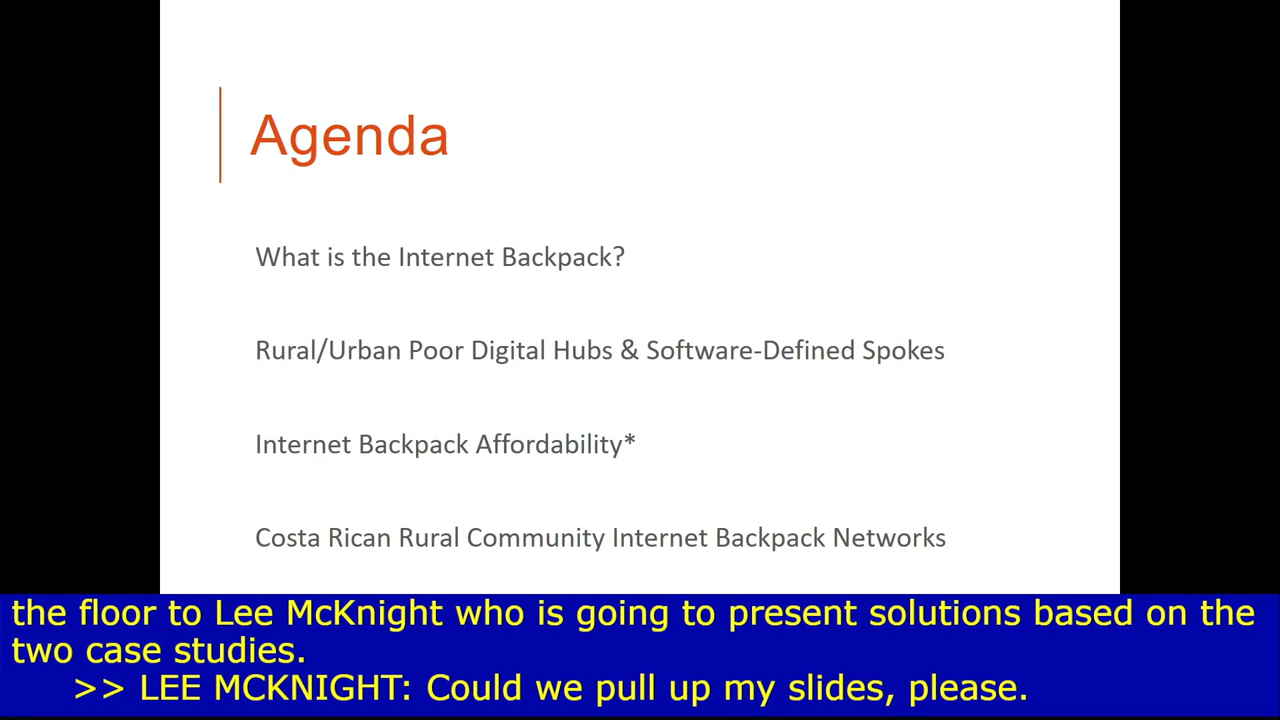 Agenda
What is the Internet Backpack?
Rural/Urban Poor Digital Hubs & Software-Defined Spokes
Internet Backpack Affordability*
Costa Rican Rural Community Internet Backpack Networks
the floor to Lee McKnight who is going to present solutions based on the
two case studies.
>> LEE MCKNIGHT: Could we pull up my slides, please.